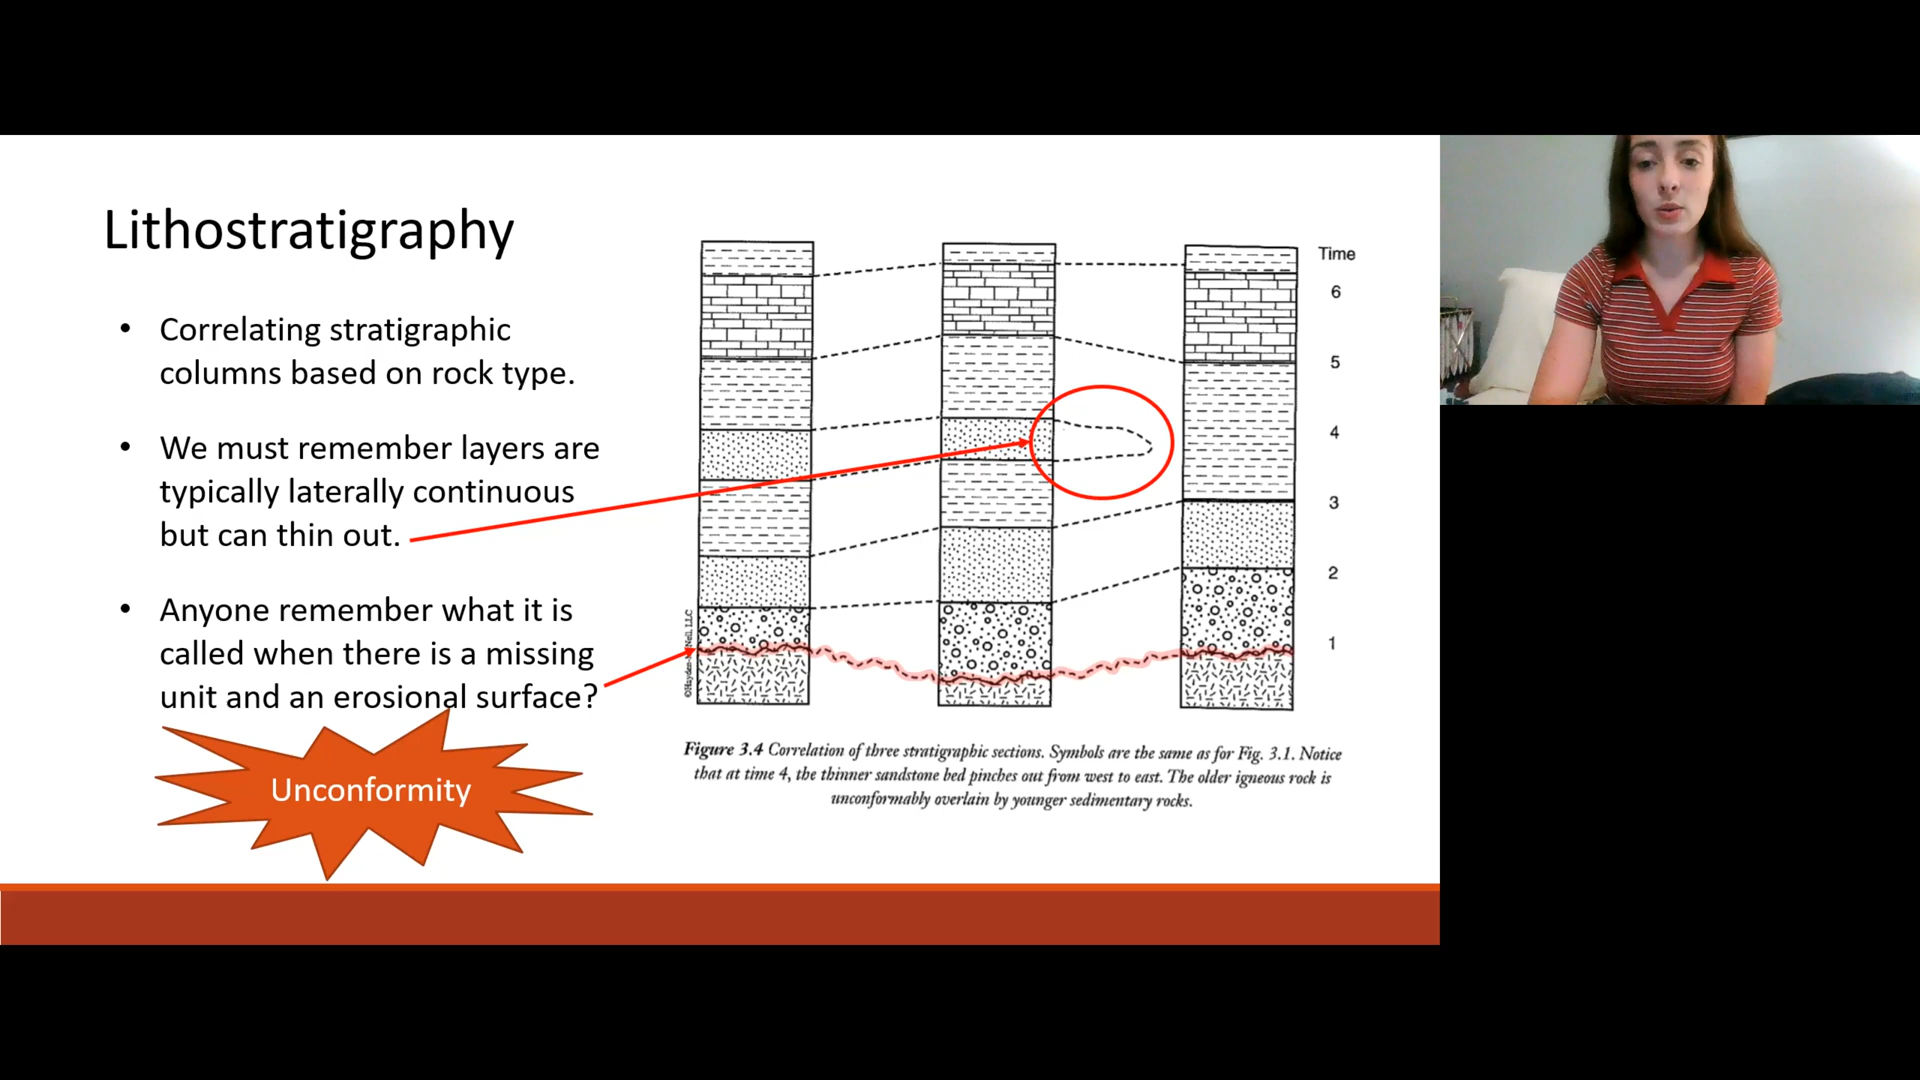 Lithostratigraphy
• Correlating stratigraphic
columns based on rock type.
• We must remember layers are
typically laterally continuous
but can thin out.
• Anyone remember what it is
called when there is a missing
unit and an erosional surface?
Unconformity
Time
6
5
4
3
2
1
Figure 3.4 Correlation of three stratigraphic sections. Symbols are the same as for Fig. 3.1. Notice
that at time 4, the thinner sandstone bed pinches out from west to east. The older igneous rock is
unconformably overlain by younger sedimentary rocks.